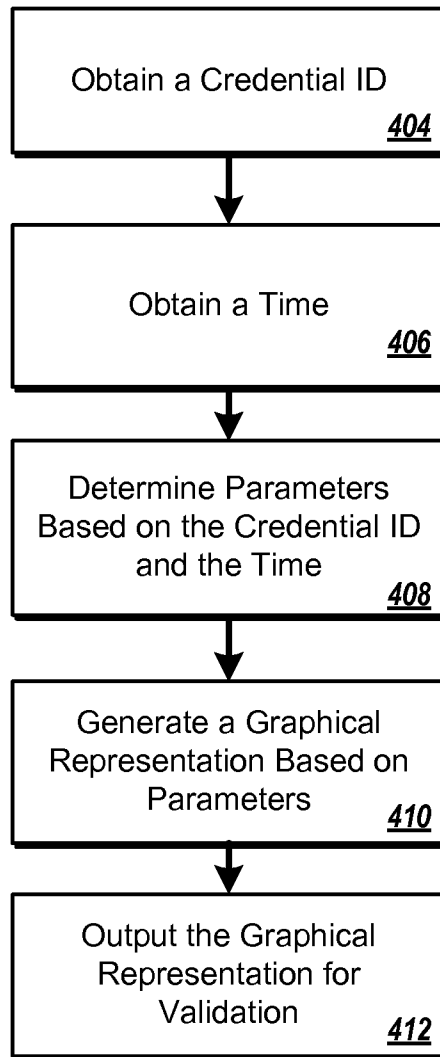 Obtain a Credential ID
404
Obtain a Time
406
Determine Parameters
Based on the Credential ID
and the Time
408
Generate a Graphical
Representation Based on
Parameters
410
Output the Graphical
Representation for
Validation
412